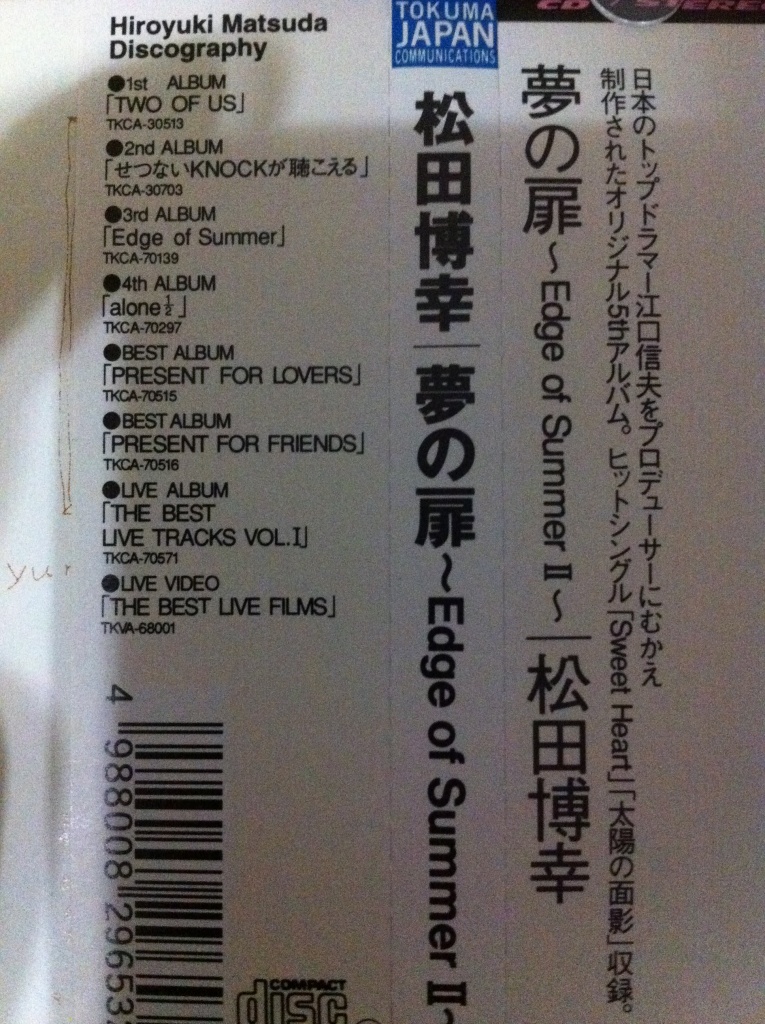 Hiroyuki Matsuda
Discography
●1st ALBUM
「TWO OF US」
TKCA-30513
●2nd ALBUM
「せつないKNOCKが聴こえる」
TKCA-30703
●3rd ALBUM
「Edge of Summer」
TKCA-70139
●4th ALBUM
「alone½」
TKCA-70297
●BEST ALBUM
「PRESENT FOR LOVERS」
TKCA-70515
●BEST ALBUM
「PRESENT FOR FRIENDS」
TKCA-70516
●LIVE ALBUM
「THE BEST
LIVE TRACKS VOL.I」
TKCA-70571
●LIVE VIDEO
「THE BEST LIVE FILMS」
TKVA-68001
4 988008 296532
COMPACT
disc
TOKUMA
JAPAN
COMMUNICATIONS
松田博幸|夢の扉~Edge of Summer II~
CD STEREO
日本のトップドラマー江口信夫をプロデューサーにむかえ
制作されたオリジナル5thアルバム。ヒットシングル「Sweet Heart」「太陽の面影」収録。
夢の扉~Edge of Summer II~|松田博幸